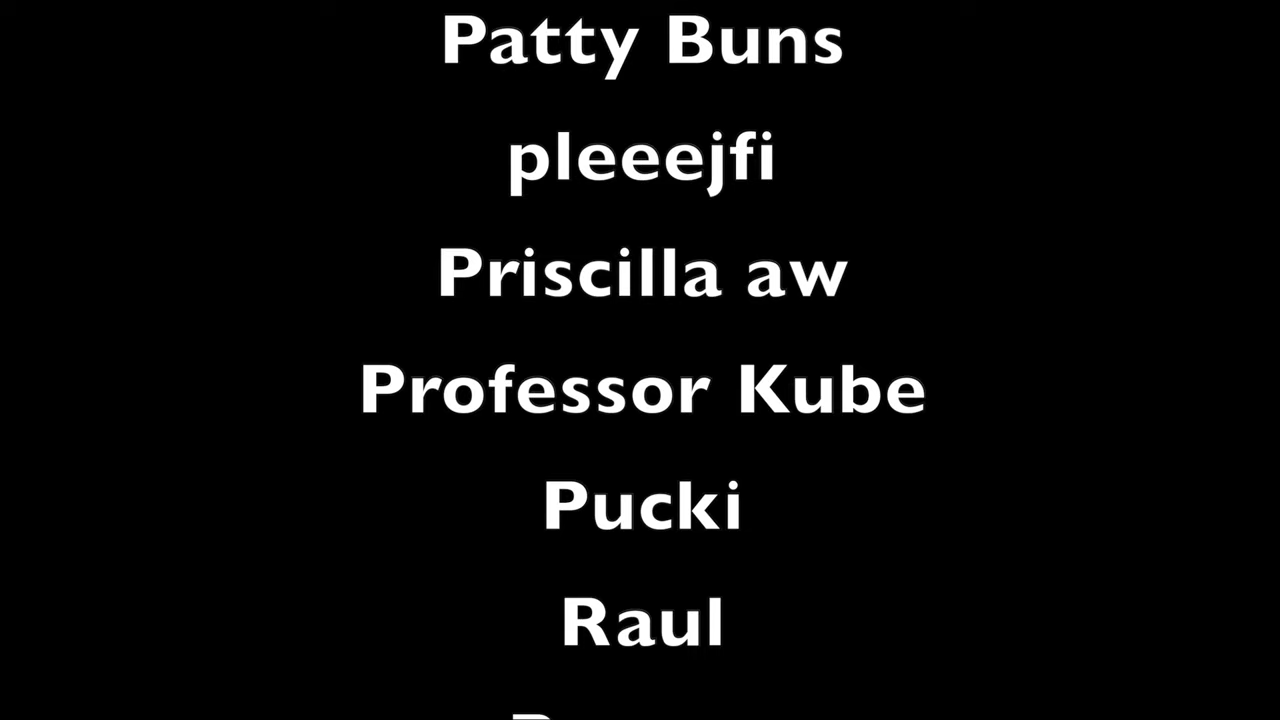 Patty Buns
pleeejfi
Priscilla aw
Professor Kube
Pucki
Raul